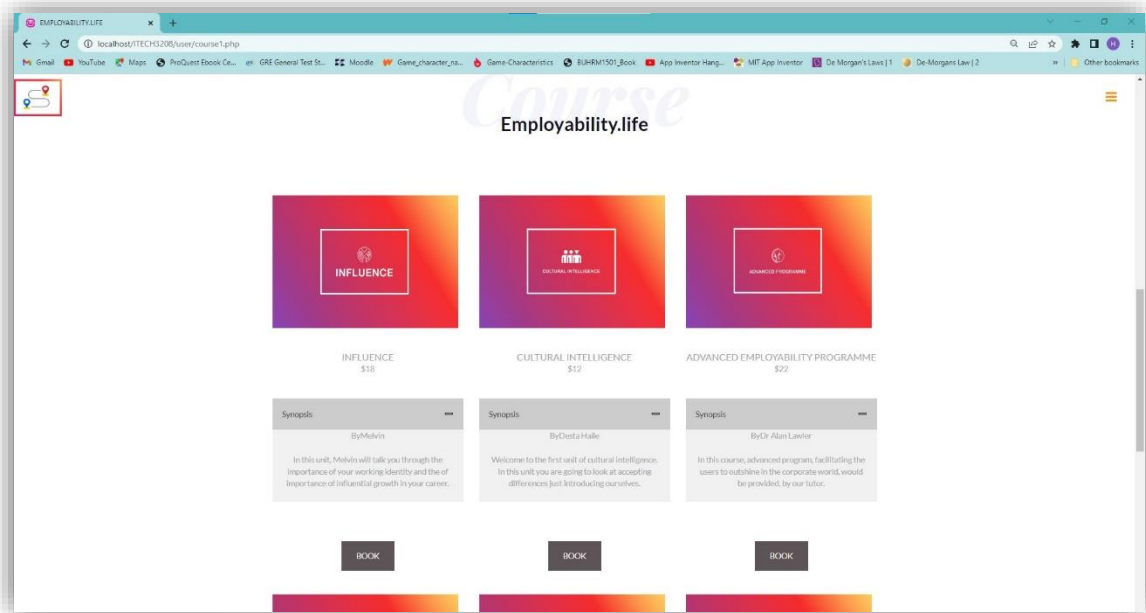 EMPLOYABILITY.LIFE
localhost/ITECH3208/user/course1.php
Gmail YouTube Maps ProQuest Ebook Ce... GRE General Test St... Moodle Game_character_na... Game-Characteristics BUHRM1501_Book App Inventor Hang... MIT App Inventor De Morgan's Laws | 1 De-Morgans Law | 2 » Other bookmarks
Course
Employability.life
INFLUENCE
CULTURAL INTELLIGENCE
ADVANCED PROGRAMME
INFLUENCE
$18
CULTURAL INTELLIGENCE
$12
ADVANCED EMPLOYABILITY PROGRAMME
$22
Synopsis
ByMelvin
In this unit, Melvin will talk you through the
importance of your working identity and the of
importance of influential growth in your career.
Synopsis
ByDesta Haile
Welcome to the first unit of cultural intelligence.
In this unit you are going to look at accepting
differences just introducing ourselves.
Synopsis
ByDr Alan Lawler
In this course, advanced program, facilitating the
users to outshine in the corporate world, would
be provided, by our tutor.
BOOK
BOOK
BOOK